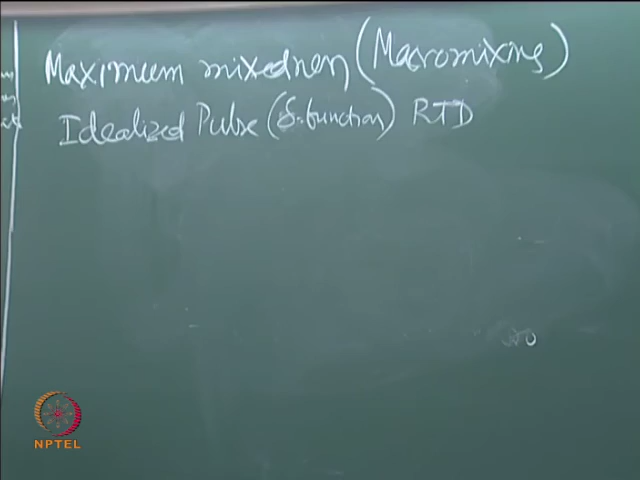 Maximum mixedness (Macromixing)
Idealized Pulse (δ-function) RTD
NPTEL